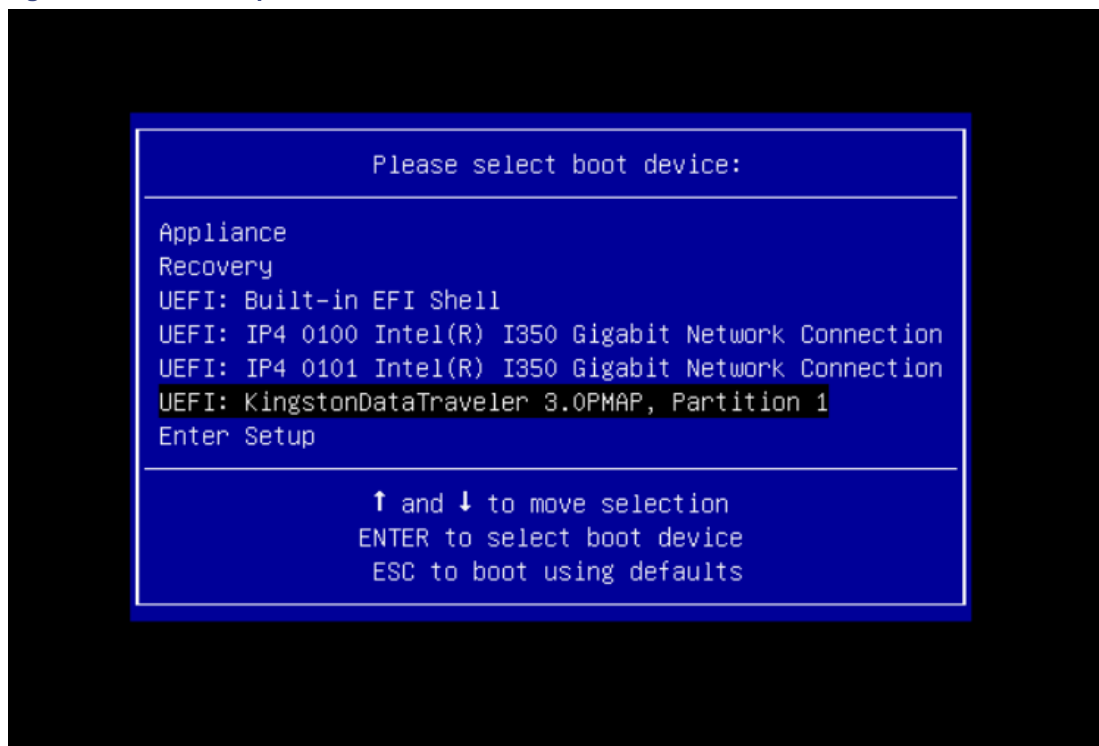 Please select boot device:
Appliance
Recovery
UEFI: Built-in EFI Shell
UEFI: IP4 0100 Intel(R) I350 Gigabit Network Connection
UEFI: IP4 0101 Intel(R) I350 Gigabit Network Connection
UEFI: KingstonDataTraveler 3.0PMAP, Partition 1
Enter Setup
↑ and ↓ to move selection
ENTER to select boot device
ESC to boot using defaults